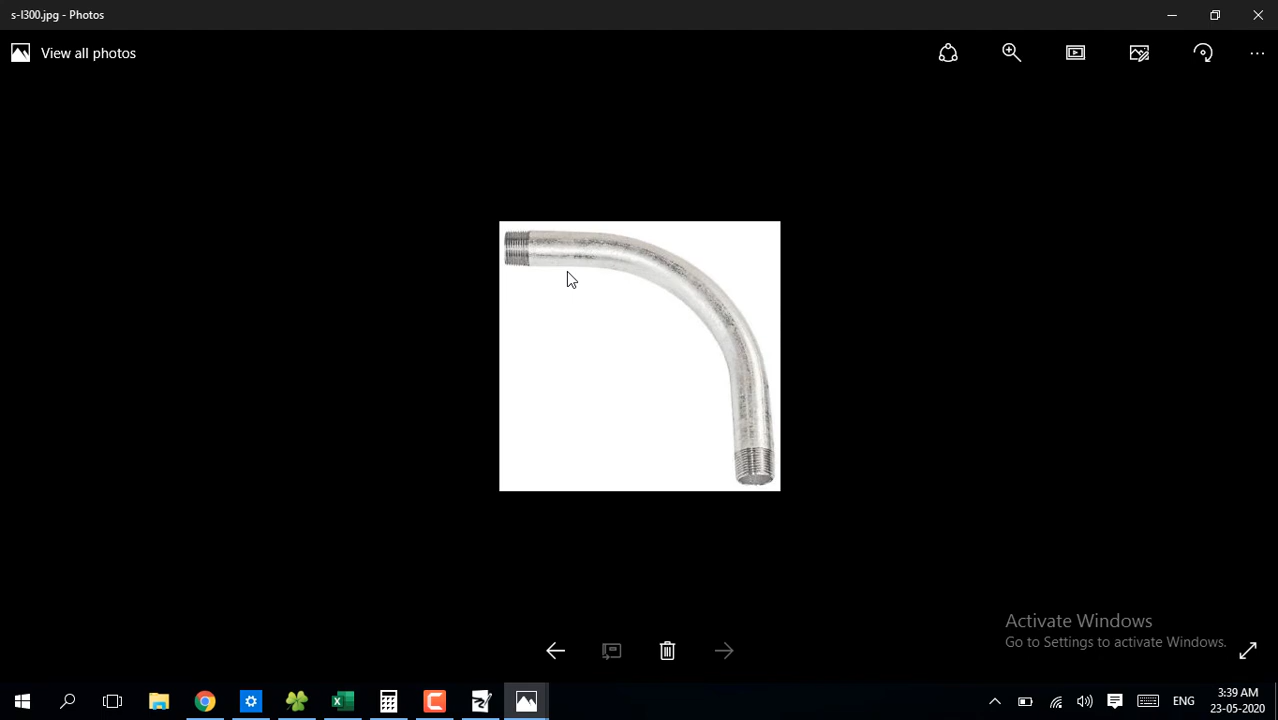 s-l300.jpg - Photos
View all photos
Activate Windows
Go to Settings to activate Windows.
ENG
3:39 AM
23-05-2020